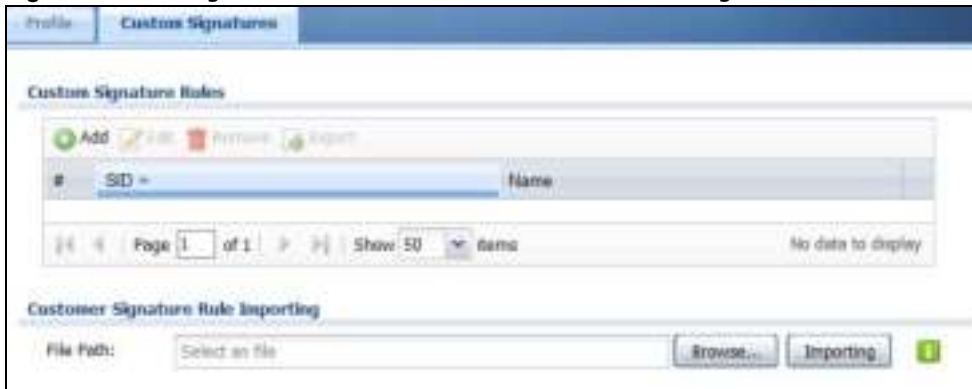 Profile Custom Signatures
Custom Signature Rules
Add Edit Remove Export
# SID Name
Page 1 of 1 Show 50 items No data to display
Customer Signature Rule Importing
File Path: Select an file Browse... Importing